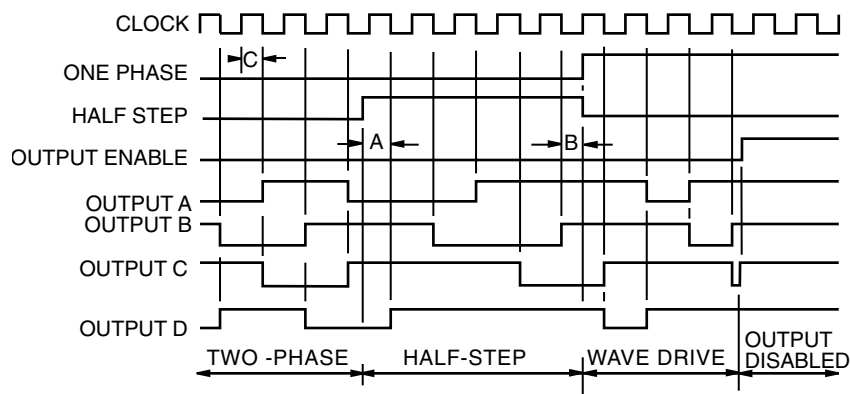 CLOCK
C
ONE PHASE
HALF STEP
A
B
OUTPUT ENABLE
OUTPUT A
OUTPUT B
OUTPUT C
OUTPUT D
TWO -PHASE
HALF-STEP
WAVE DRIVE
OUTPUT
DISABLED